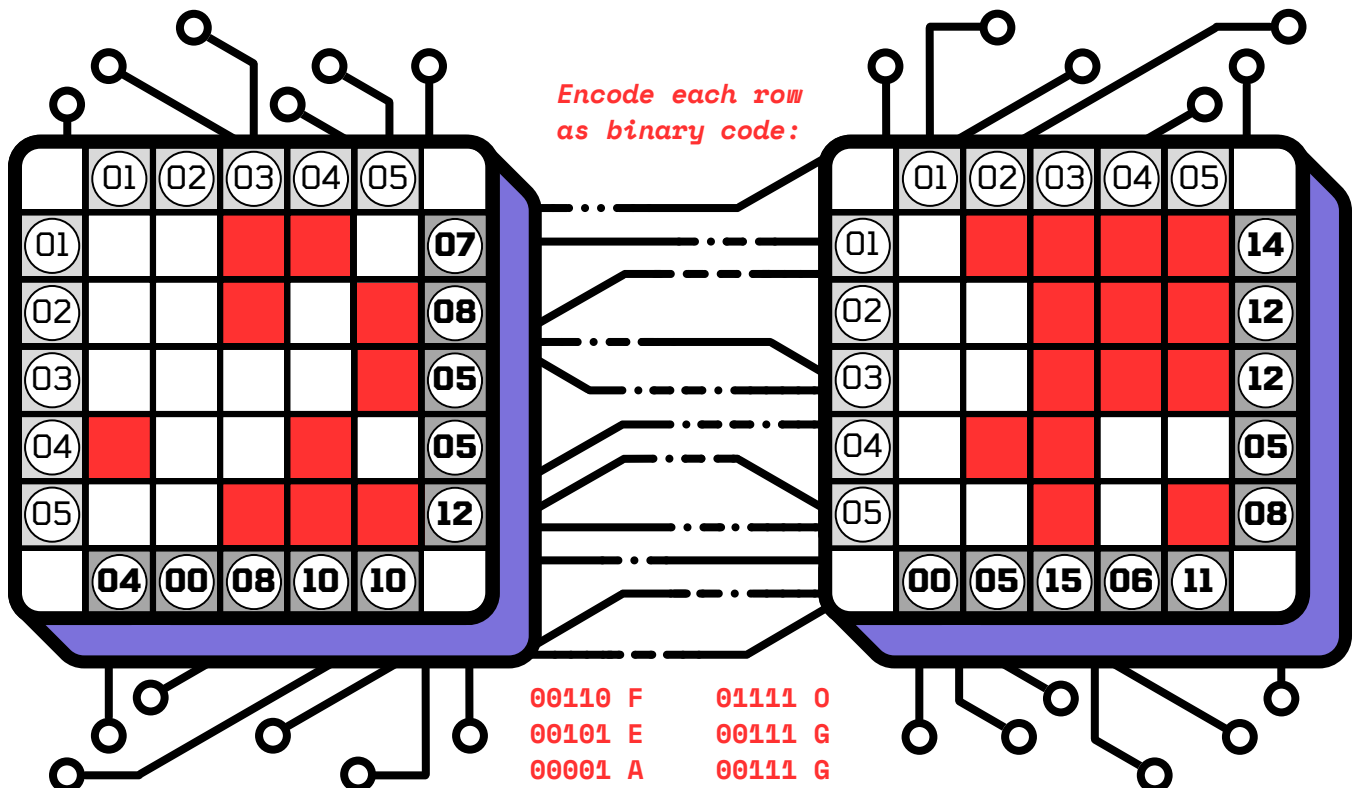 Encode each row
as binary code:
01 02 03 04 05
01 07
02 08
03 05
04 05
05 12
04 00 08 10 10
01 02 03 04 05
01 14
02 12
03 12
04 05
05 08
00 05 15 06 11
00110 F
00101 E
00001 A
01111 O
00111 G
00111 G